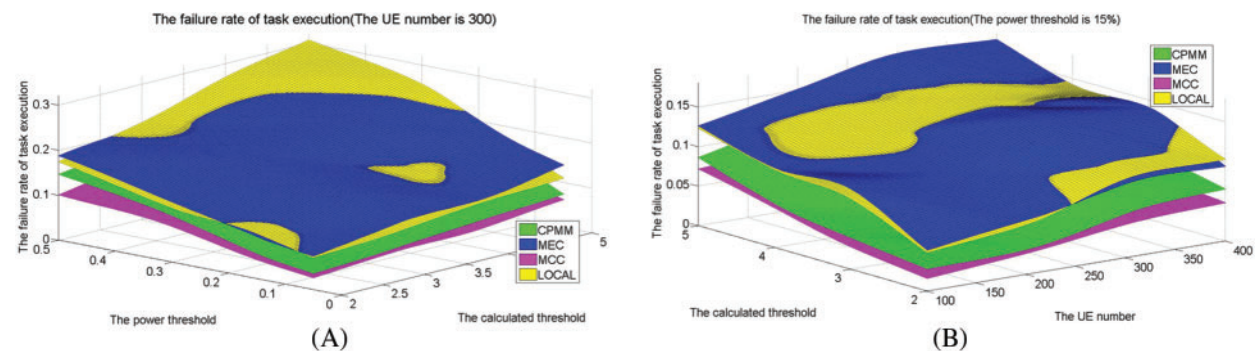 The failure rate of task execution(The UE number is 300)
The failure rate of task execution
0.3
0.2
0.1
0
0.5
0.4
0.3
0.2
0.1
0
2
2.5
3
3.5
4
5
The power threshold
The calculated threshold
CPMM
MEC
MCC
LOCAL
(A)
The failure rate of task execution(The power threshold is 15%)
The failure rate of task execution
0.15
0.1
0.05
0
5
4
3
2
100
150
200
250
300
350
400
The calculated threshold
The UE number
CPMM
MEC
MCC
LOCAL
(B)